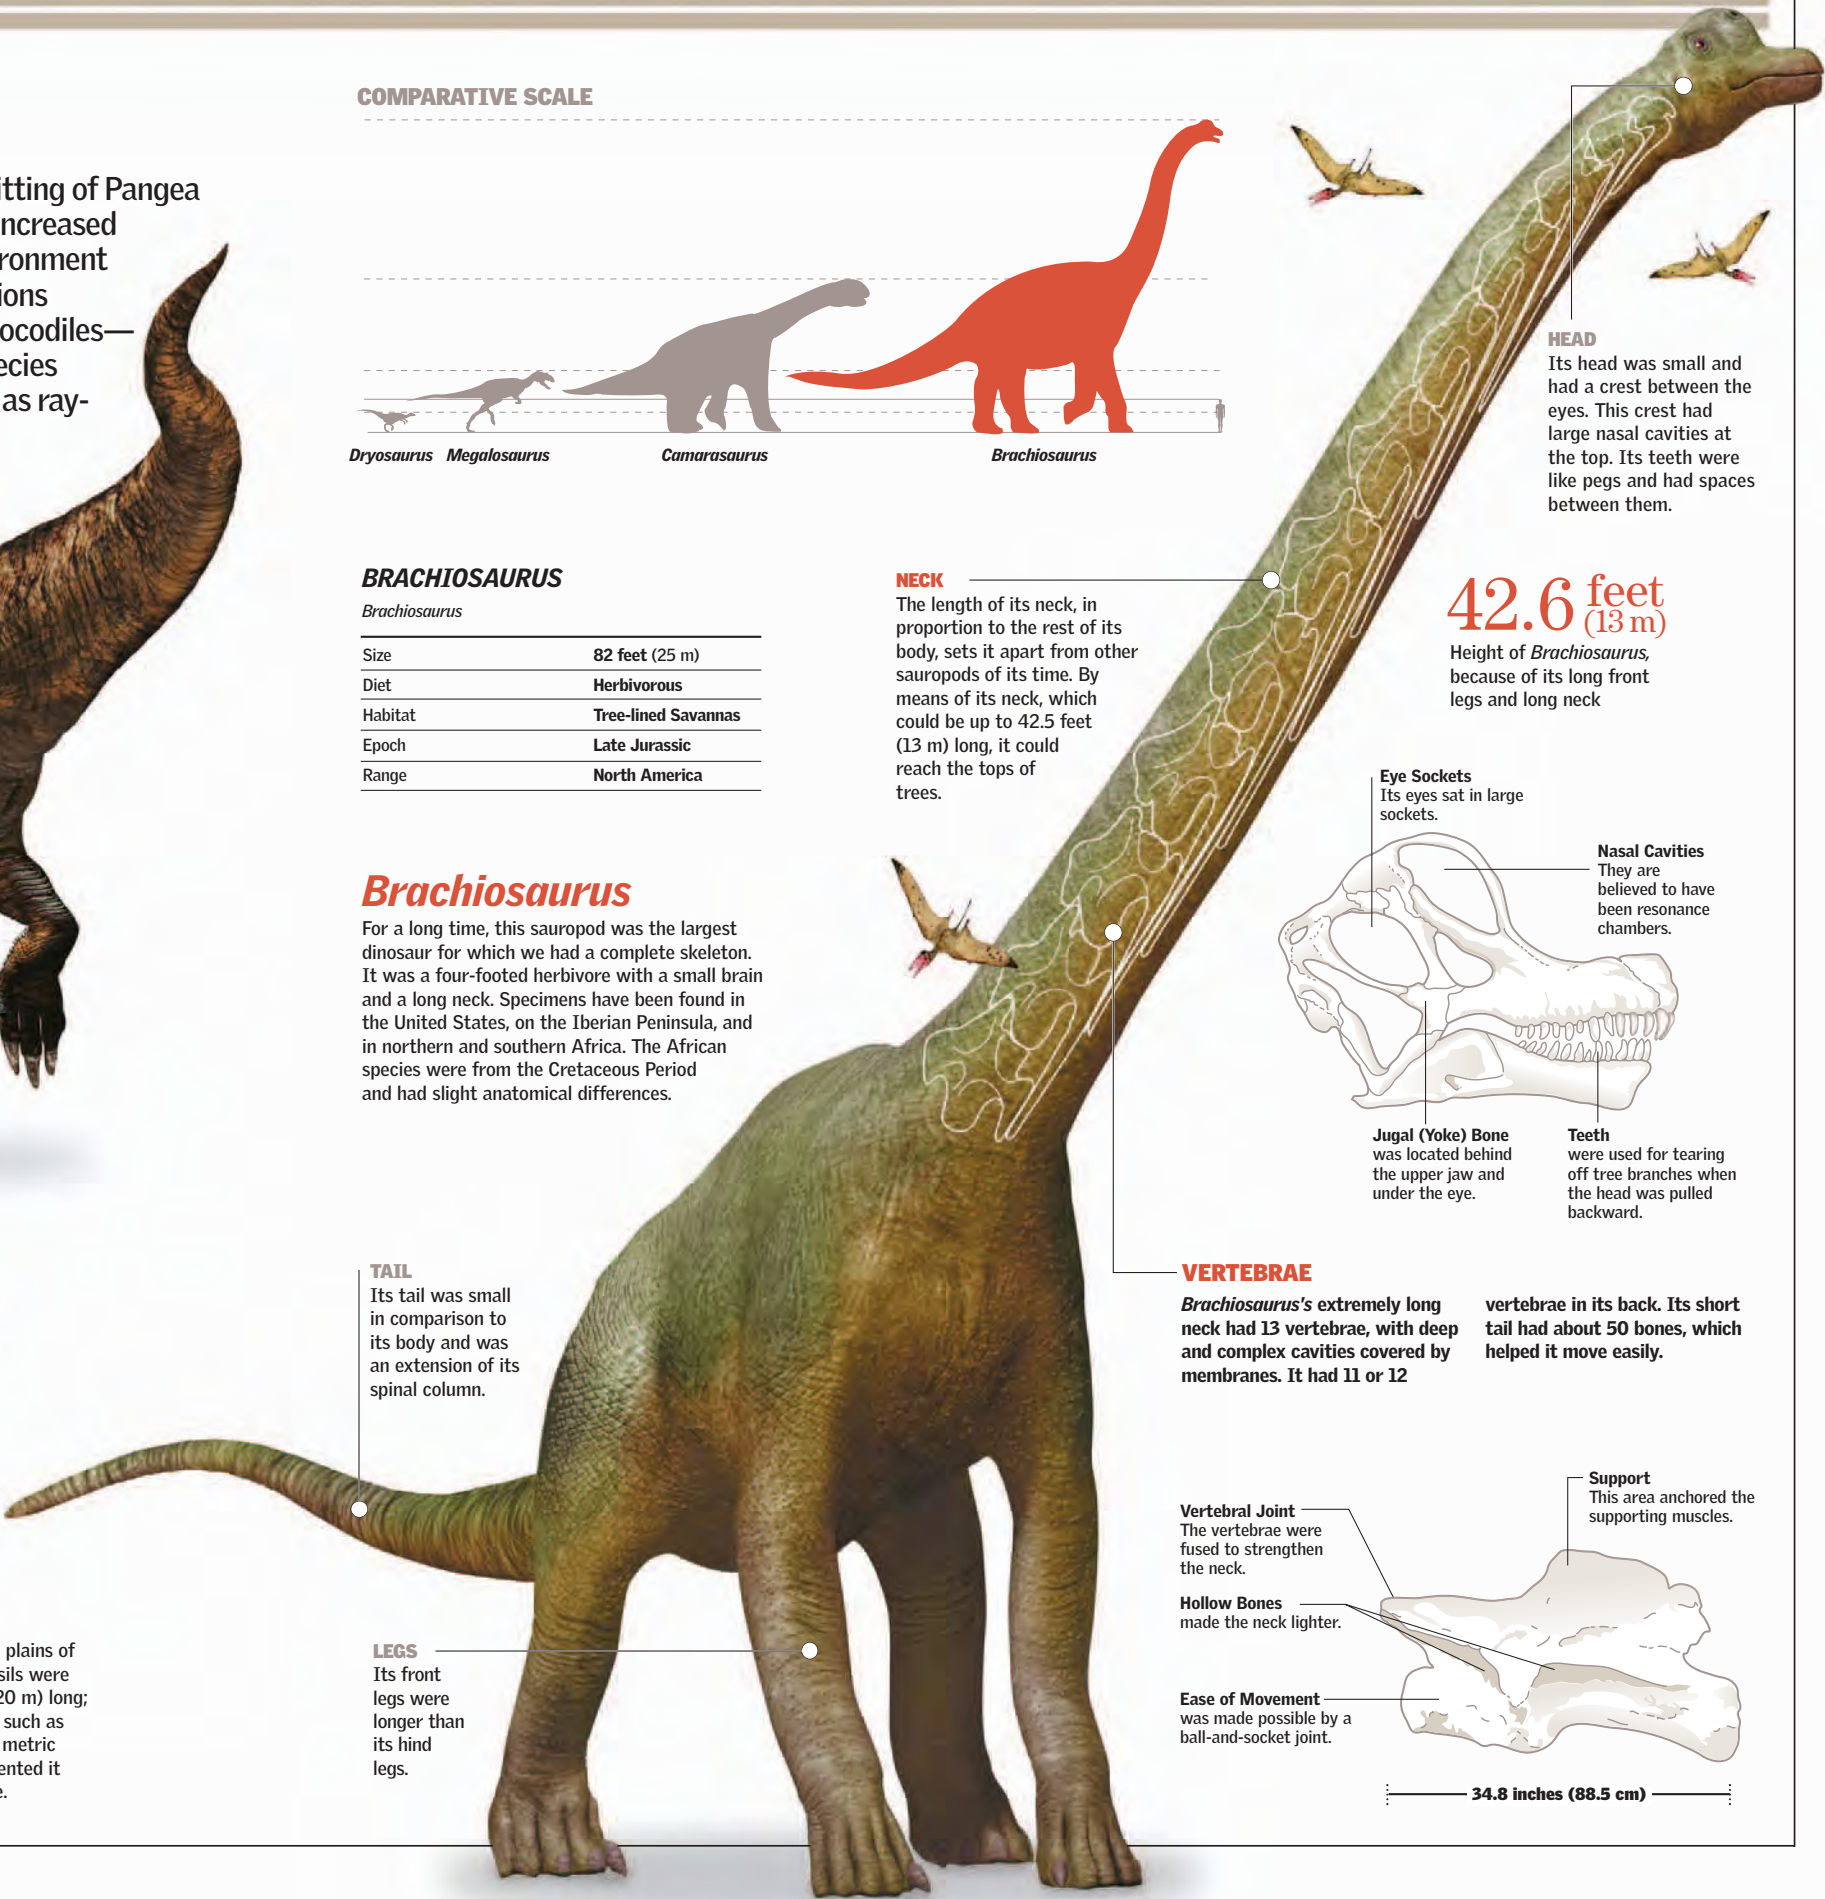 itting of Pangea
increased
ronment
ions
rocodiles—
ecies
as ray-
COMPARATIVE SCALE
Dryosaurus Megalosaurus Camarasaurus Brachiosaurus
HEAD
Its head was small and
had a crest between the
eyes. This crest had
large nasal cavities at
the top. Its teeth were
like pegs and had spaces
between them.
BRACHIOSAURUS
Brachiosaurus
Size 82 feet (25 m)
Diet Herbivorous
Habitat Tree-lined Savannas
Epoch Late Jurassic
Range North America
NECK
The length of its neck, in
proportion to the rest of its
body, sets it apart from other
sauropods of its time. By
means of its neck, which
could be up to 42.5 feet
(13 m) long, it could
reach the tops of
trees.
42.6 feet
(13 m)
Height of Brachiosaurus,
because of its long front
legs and long neck
Brachiosaurus
For a long time, this sauropod was the largest
dinosaur for which we had a complete skeleton.
It was a four-footed herbivore with a small brain
and a long neck. Specimens have been found in
the United States, on the Iberian Peninsula, and
in northern and southern Africa. The African
species were from the Cretaceous Period
and had slight anatomical differences.
Eye Sockets
Its eyes sat in large
sockets.
Nasal Cavities
They are
believed to have
been resonance
chambers.
Jugal (Yoke) Bone
was located behind
the upper jaw and
under the eye.
Teeth
were used for tearing
off tree branches when
the head was pulled
backward.
TAIL
Its tail was small
in comparison to
its body and was
an extension of its
spinal column.
VERTEBRAE
Brachiosaurus's extremely long
neck had 13 vertebrae, with deep
and complex cavities covered by
membranes. It had 11 or 12
vertebrae in its back. Its short
tail had about 50 bones, which
helped it move easily.
Support
This area anchored the
supporting muscles.
Vertebral Joint
The vertebrae were
fused to strengthen
the neck.
Hollow Bones
made the neck lighter.
Ease of Movement
was made possible by a
ball-and-socket joint.
34.8 inches (88.5 cm)
LEGS
Its front
legs were
longer than
its hind
legs.
plains of
sils were
20 m) long;
such as
metric
ented it
e.